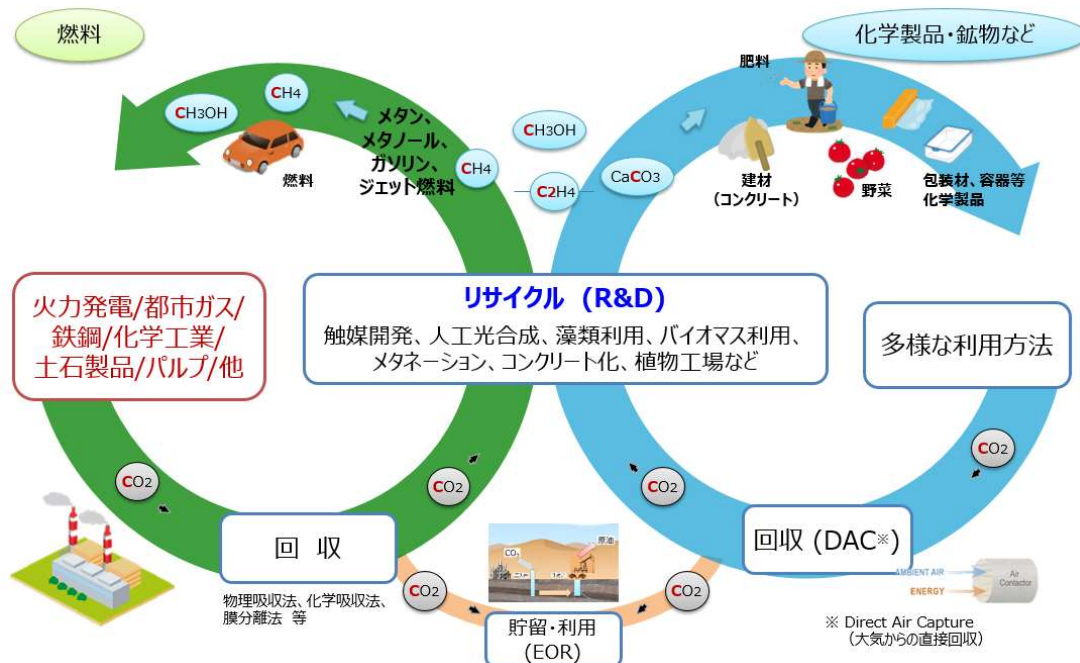 燃料
化学製品・鉱物など
肥料
CH4
CH3OH
メタン、
メタノール、
ガソリン、
ジェット燃料
燃料
CH3OH
CH4
C2H4
CaCO3
建材
(コンクリート)
野菜
包装材、容器等
化学製品
火力発電/都市ガス/
鉄鋼/化学工業/
土石製品/パルプ/他
リサイクル (R&D)
触媒開発、人工光合成、藻類利用、バイオマス利用、
メタネーション、コンクリート化、植物工場など
多様な利用方法
CO2
CO2
CO2
CO2
回 収
回収 (DAC※)
原油
CO2
AMBIENT AIR
ENERGY
Air
Contactor
CO2
CO2
物理吸収法、化学吸収法、
膜分離法 等
貯留・利用
(EOR)
※ Direct Air Capture
(大気からの直接回収)